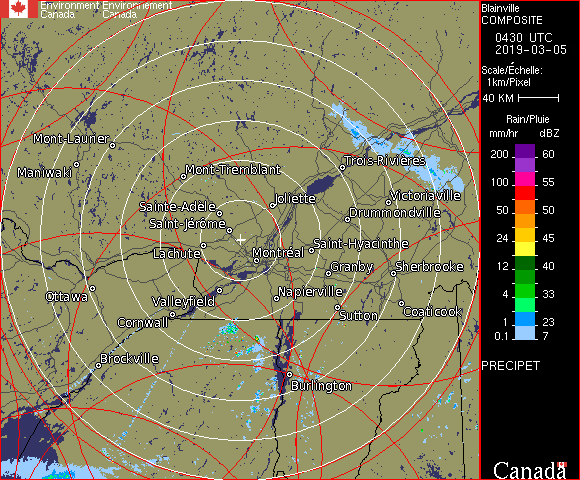 Environment Environnement
Canada Canada
Blainville
COMPOSITE
0430 UTC
2019-03-05
Scale/Échelle:
1km/Pixel
40 KM
Rain/Pluie
mm/hr dBZ
200 60
150 57
100 55
50 50
24 45
12 40
4 33
1 23
0.1 7
PRECIPET
Canada
Mont-Laurier
Maniwaki
Mont-Tremblant
Trois-Rivières
Joliette
Victoriaville
Sainte-Adèle
Drummondville
Saint-Jérôme
Lachute
Montréal
Saint-Hyacinthe
Granby
Sherbrooke
Ottawa
Valleyfield
Napierville
Cornwall
Sutton
Coaticook
Brockville
Burlington